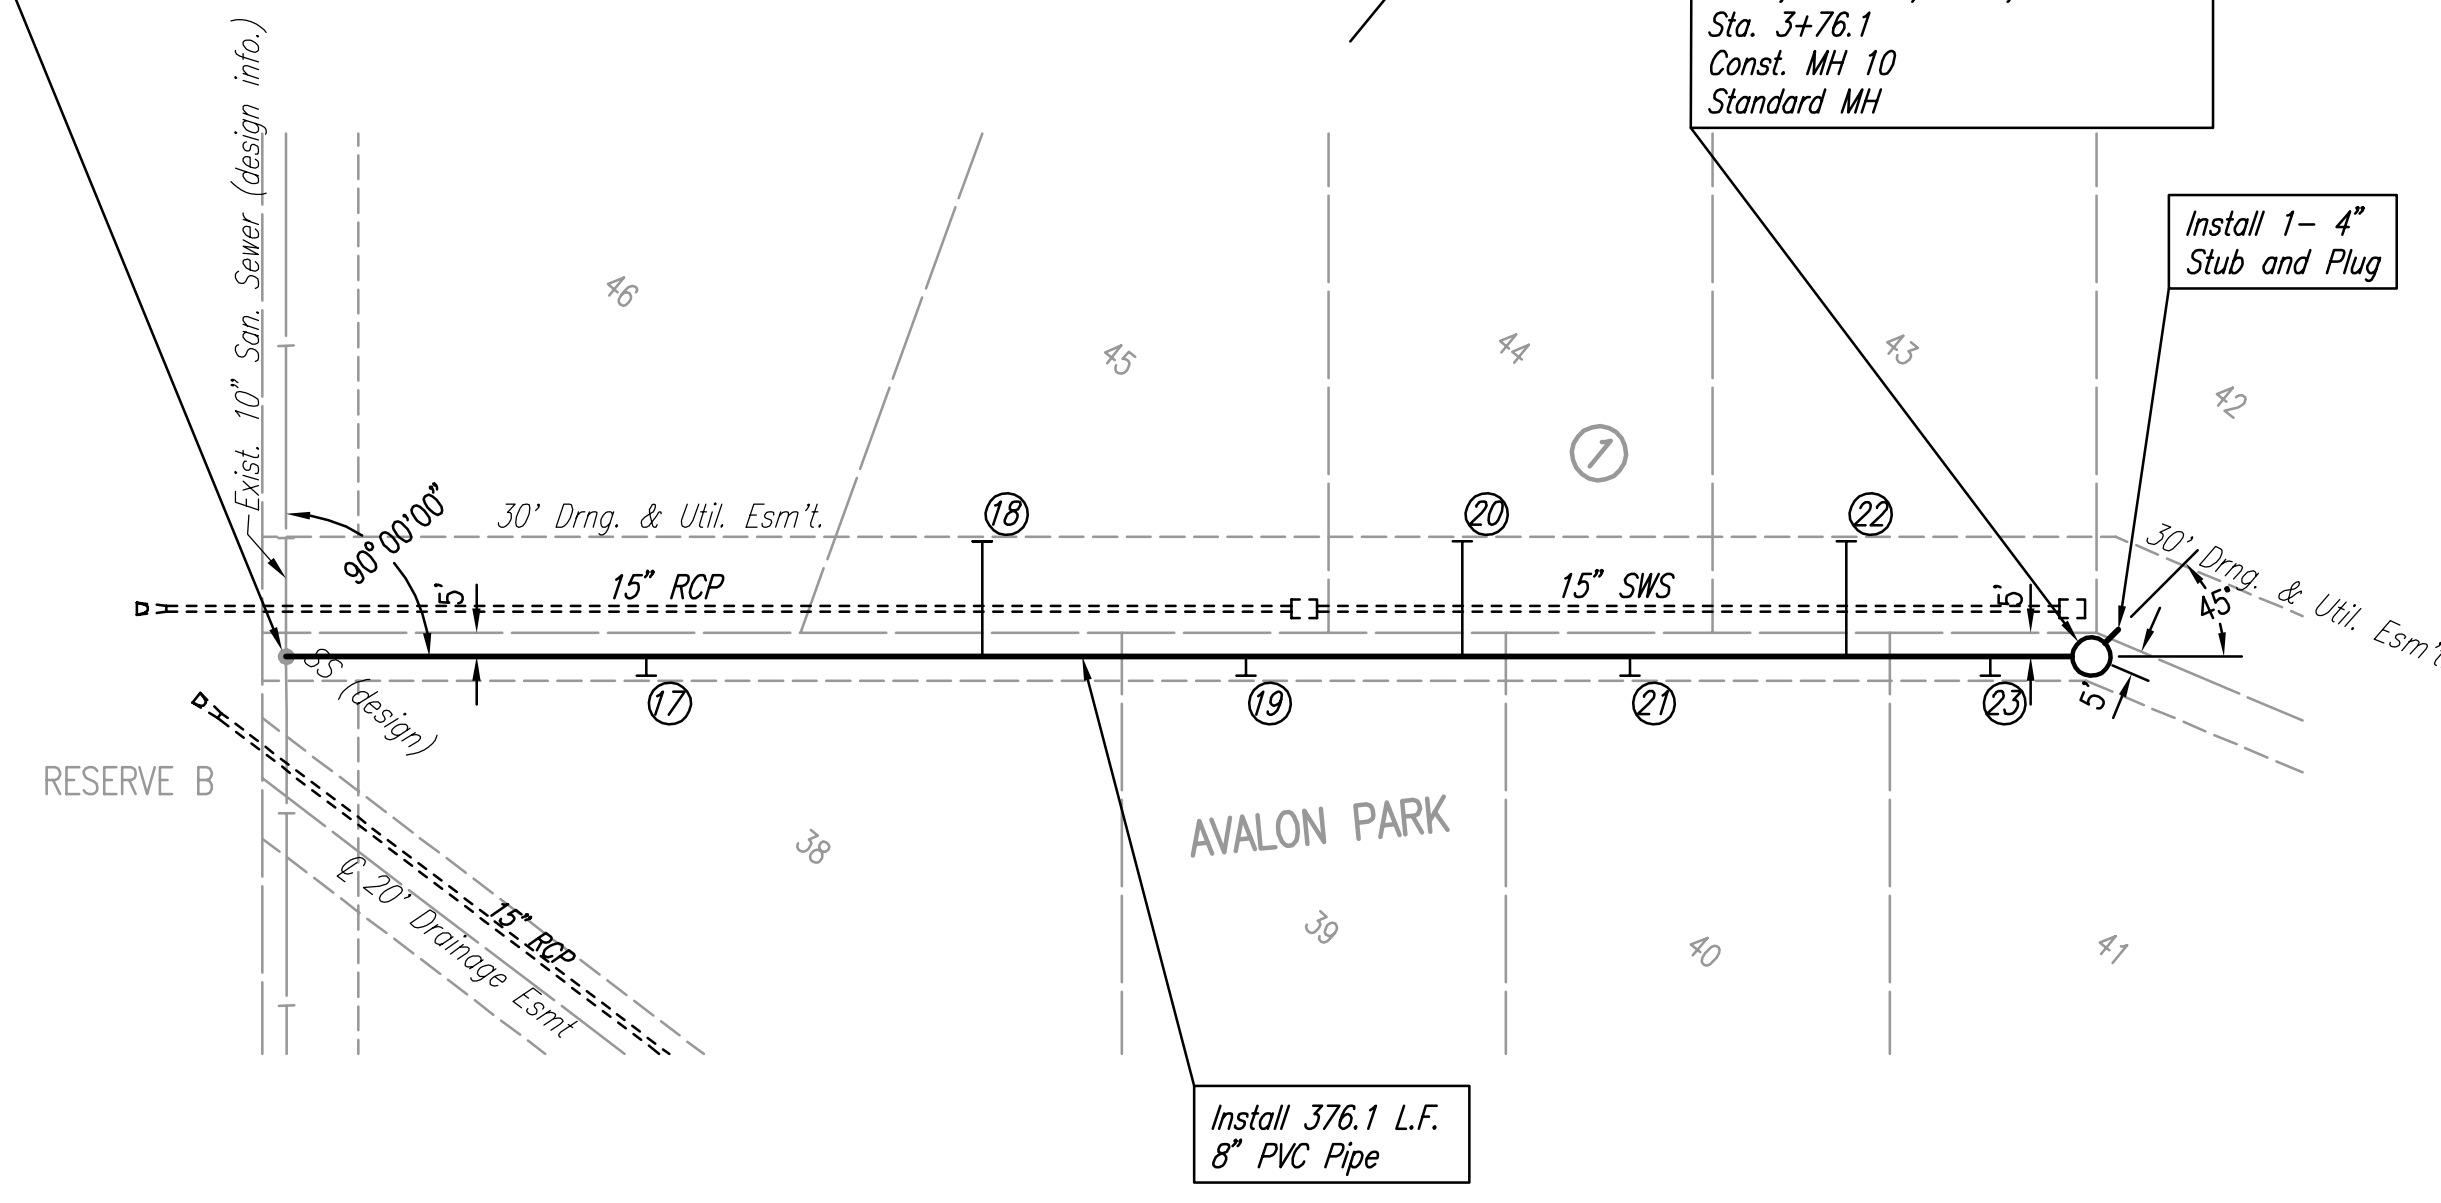 Sta. 3+76.1
Const. MH 10
Standard MH
Exist. 10" San. Sewer (design info.)
Install 1- 4"
Stub and Plug
46
45
44
43
42
1
90°00'00"
30' Drng. & Util. Esm't.
18
20
22
30' Drng. & Util. Esm't
5'
15" RCP
15" SWS
5'
45°
SS (design)
17
19
21
23
5'
RESERVE B
AVALON PARK
38
℄ 20' Drainage Esmt
15" RCP
39
40
41
Install 376.1 L.F.
8" PVC Pipe